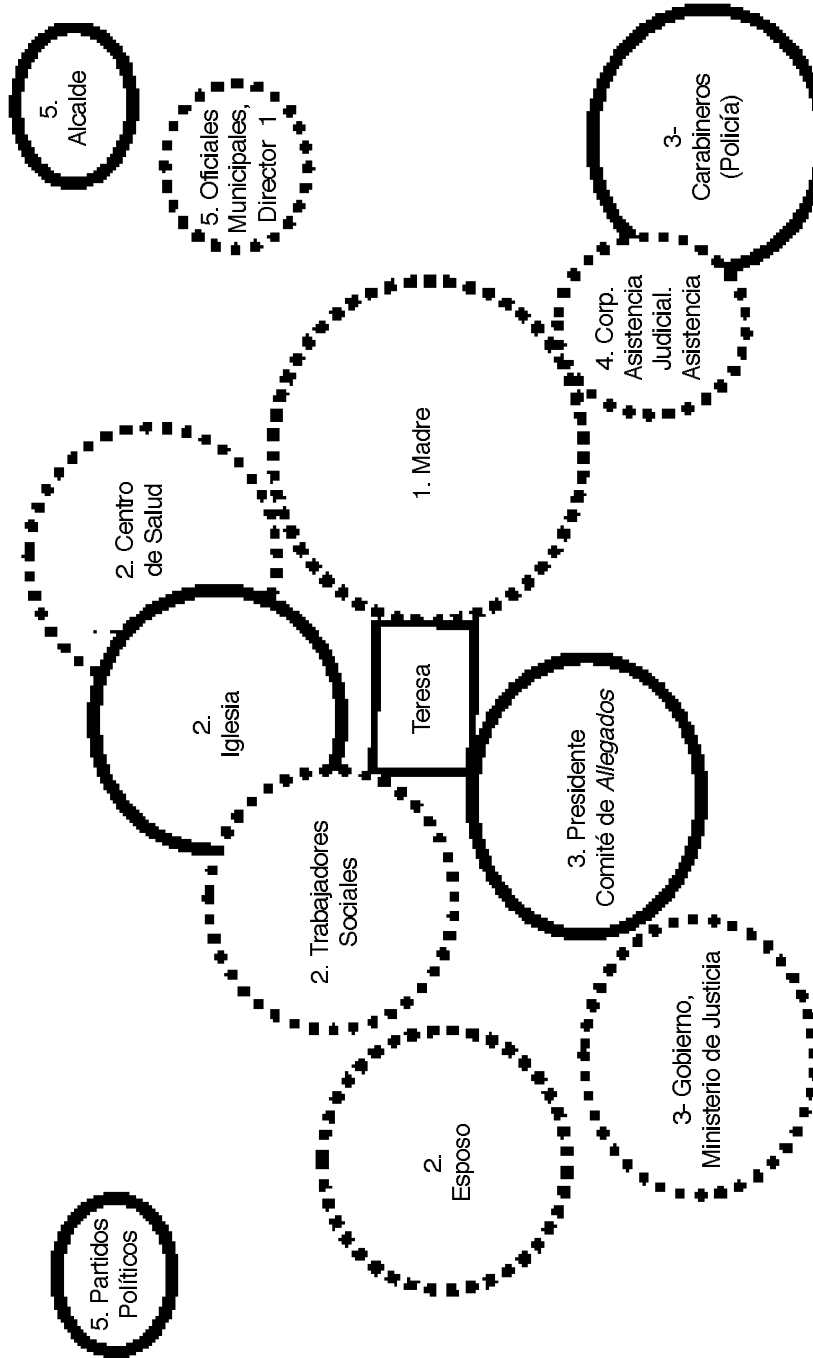 5. Partidos
Políticos
2.
Esposo
3- Gobierno,
Ministerio de Justicia
2. Trabajadores
Sociales
3. Presidente
Comité de Allegados
2.
Iglesia
Teresa
2. Centro
de Salud
1. Madre
4. Corp.
Asistencia
Judicial.
Asistencia
5. Oficiales
Municipales,
Director 1
5.
Alcalde
3-
Carabineros
(Policía)